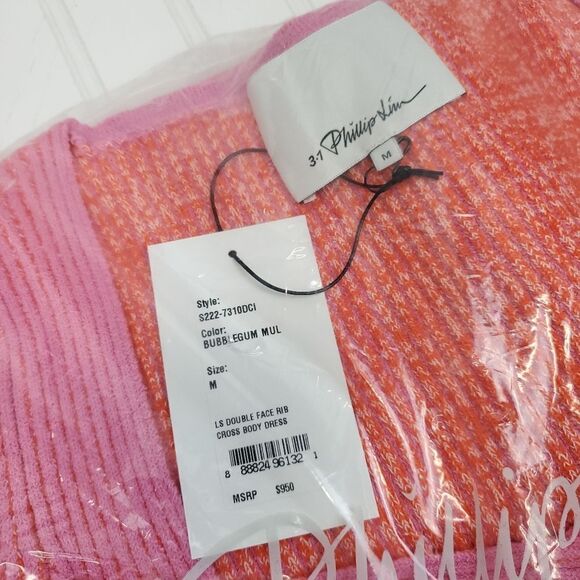 3.1 Phillip Lim
M
Style:
S222-7310DCI
Color:
BUBBLEGUM MUL
Size:
M
LS DOUBLE FACE RIB
CROSS BODY DRESS
8 88824 96132 1
MSRP $950
Phillip